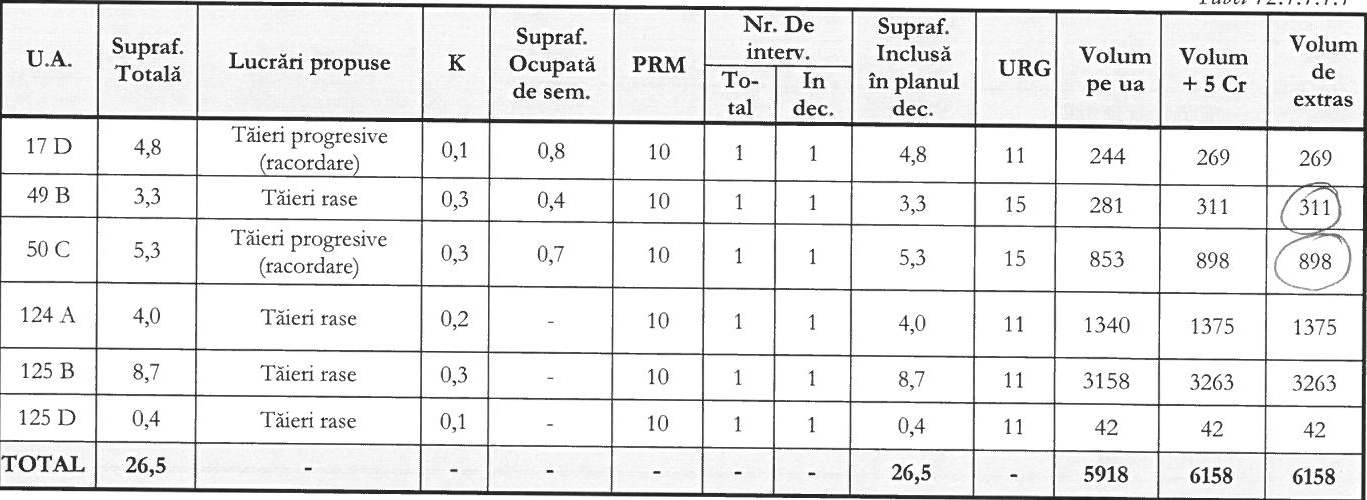 U.A. Supraf. Totală Lucrări propuse K Supraf. Ocupată de sem. PRM Nr. De interv. To-tal In dec. Supraf. Inclusă în planul dec. URG Volum pe ua Volum + 5 Cr Volum de extras
17 D 4,8 Tăieri progresive (racordare) 0,1 0,8 10 1 1 4,8 11 244 269 269
49 B 3,3 Tăieri rase 0,3 0,4 10 1 1 3,3 15 281 311 311
50 C 5,3 Tăieri progresive (racordare) 0,3 0,7 10 1 1 5,3 15 853 898 898
124 A 4,0 Tăieri rase 0,2 - 10 1 1 4,0 11 1340 1375 1375
125 B 8,7 Tăieri rase 0,3 - 10 1 1 8,7 11 3158 3263 3263
125 D 0,4 Tăieri rase 0,1 - 10 1 1 0,4 11 42 42 42
TOTAL 26,5 - - - - - - 26,5 - 5918 6158 6158